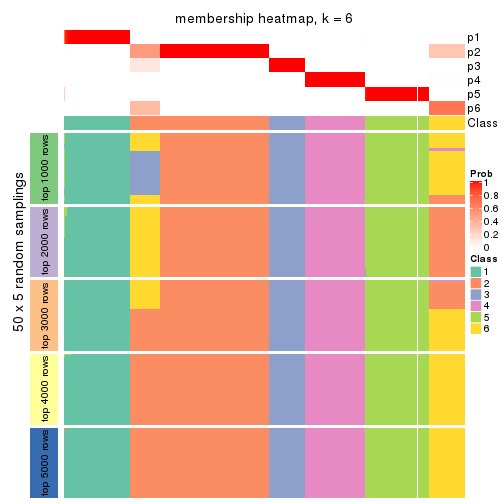 membership heatmap, k = 6
p1
p2
p3
p4
p5
p6
Class
50 x 5 random samplings
top 1000 rows
top 2000 rows
top 3000 rows
top 4000 rows
top 5000 rows
Prob
1
0.8
0.6
0.4
0.2
0
Class
1
2
3
4
5
6